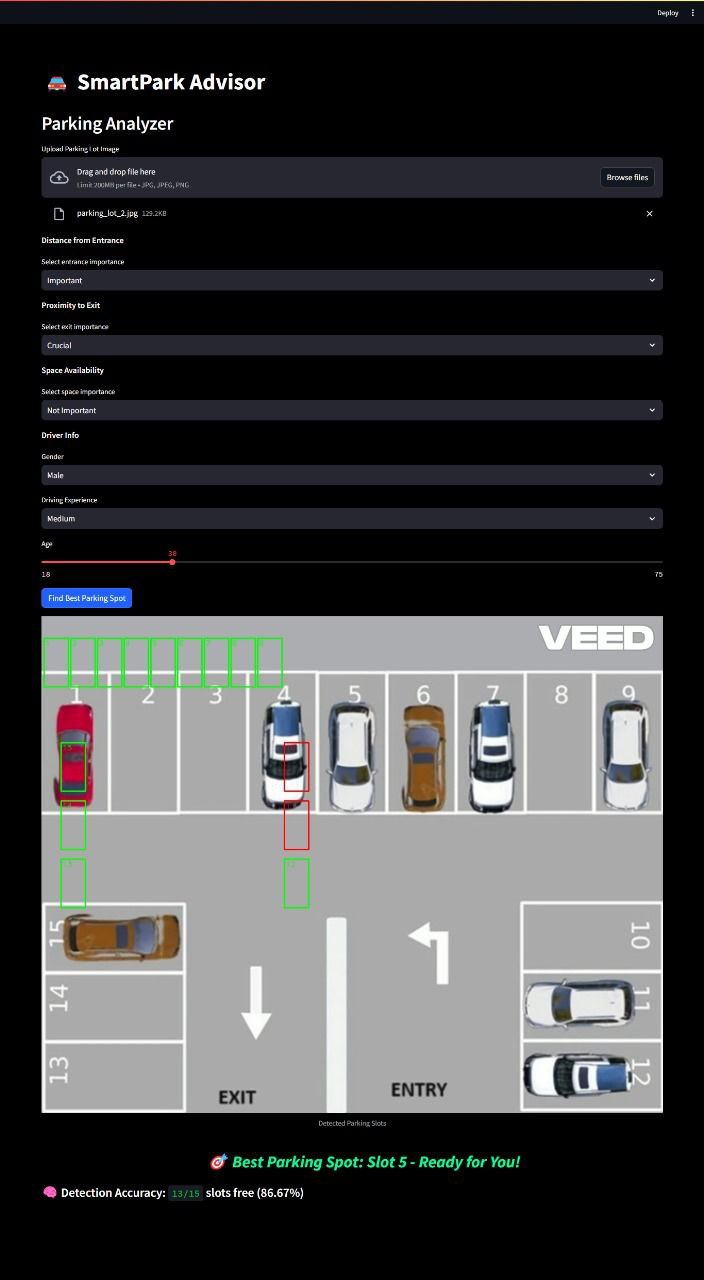 Deploy
SmartPark Advisor
Parking Analyzer
Upload Parking Lot Image
Drag and drop file here
Limit 200MB per file • JPG, JPEG, PNG
Browse files
parking_lot_2.jpg 129.2KB
Distance from Entrance
Select entrance importance
Important
Proximity to Exit
Select exit importance
Crucial
Space Availability
Select space importance
Not Important
Driver Info
Gender
Male
Driving Experience
Medium
Age
30
18 75
Find Best Parking Spot
VEED
1 2 3 4 5 6 7 8 9
15 10
14 11
13 12
EXIT ENTRY
Detected Parking Slots
🎯 Best Parking Spot: Slot 5 - Ready for You!
🧠 Detection Accuracy: 13/15 slots free (86.67%)